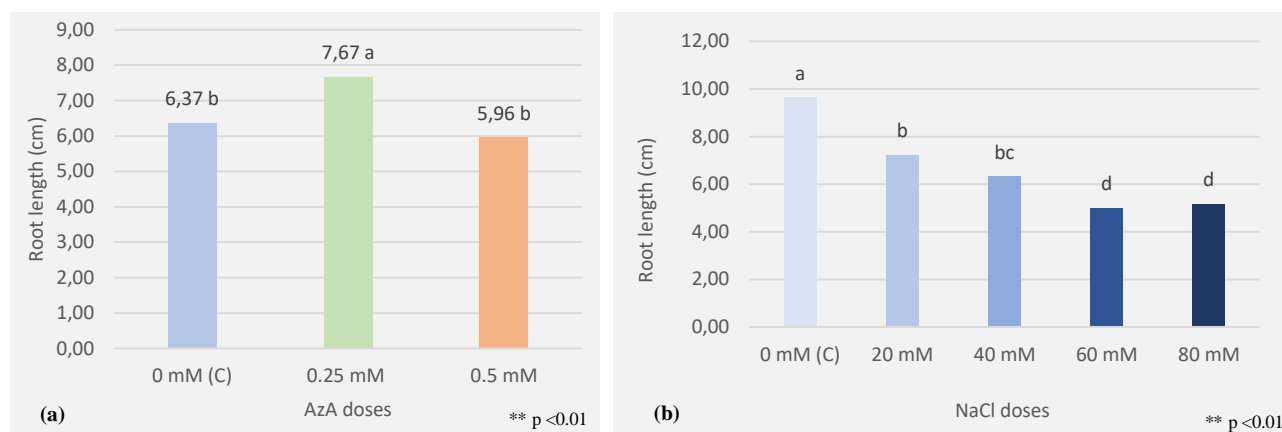 9,00
8,00
7,00
6,00
5,00
4,00
3,00
2,00
1,00
0,00
Root length (cm)
6,37 b
7,67 a
5,96 b
0 mM (C)
0.25 mM
0.5 mM
AzA doses
(a)
** p <0.01
12,00
10,00
8,00
6,00
4,00
2,00
0,00
Root length (cm)
a
b
bc
d
d
0 mM (C)
20 mM
40 mM
60 mM
80 mM
NaCl doses
(b)
** p <0.01